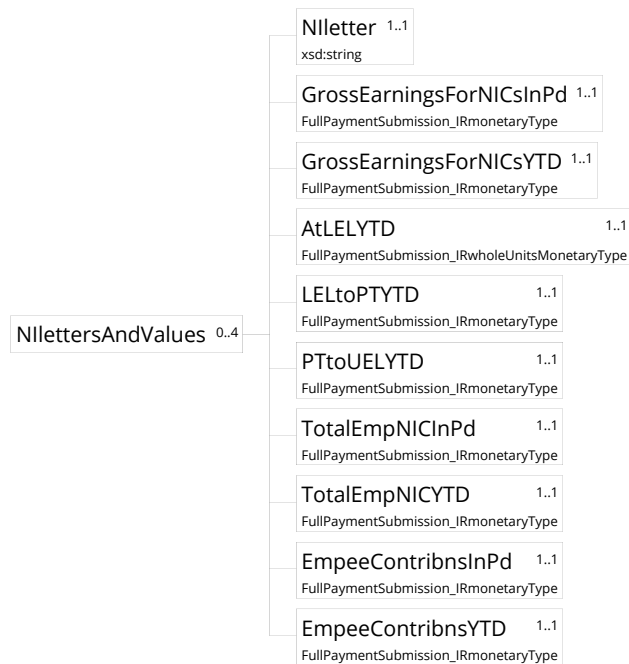 NIletter 1..1
xsd:string
GrossEarningsForNICsInPd 1..1
FullPaymentSubmission_IRmonetaryType
GrossEarningsForNICsYTD 1..1
FullPaymentSubmission_IRmonetaryType
AtLELYTD 1..1
FullPaymentSubmission_IRwholeUnitsMonetaryType
LELtoPTYTD 1..1
FullPaymentSubmission_IRmonetaryType
NIlettersAndValues 0..4
PTtoUELYTD 1..1
FullPaymentSubmission_IRmonetaryType
TotalEmpNICInPd 1..1
FullPaymentSubmission_IRmonetaryType
TotalEmpNICYTD 1..1
FullPaymentSubmission_IRmonetaryType
EmpeeContribnsInPd 1..1
FullPaymentSubmission_IRmonetaryType
EmpeeContribnsYTD 1..1
FullPaymentSubmission_IRmonetaryType